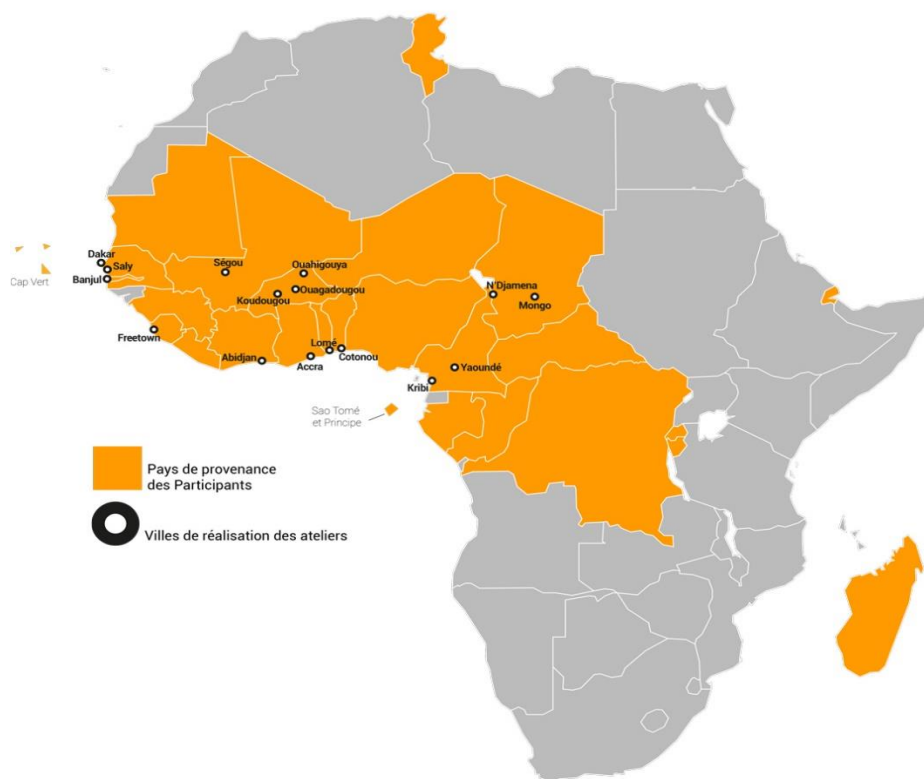 Dakar
Saly
Banjul
Ségou
Ouahigouya
Ouagadougou
Koudougou
N'Djamena
Mongo
Cap Vert
Freetown
Abidjan
Accra
Lomé
Cotonou
Yaoundé
Kribi
Sao Tomé
et Principe
Pays de provenance
des Participants
Villes de réalisation des ateliers